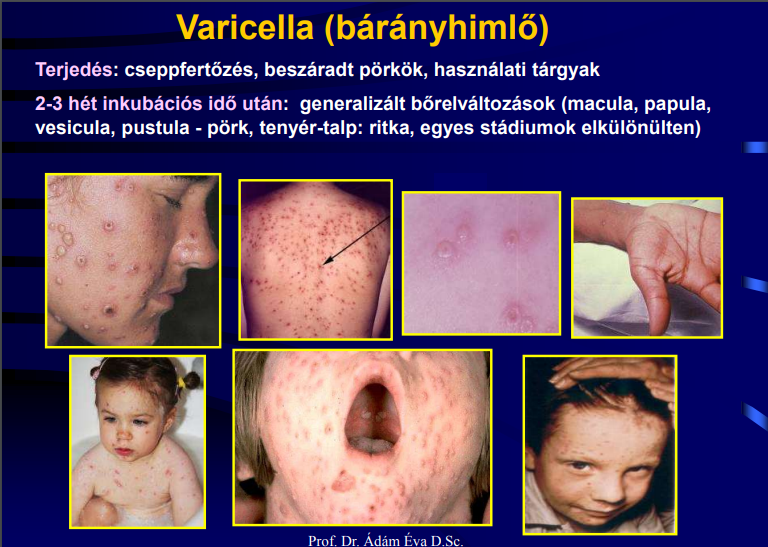 Varicella (bárányhimlő)
Terjedés: cseppfertőzés, beszáradt pörkök, használati tárgyak
2-3 hét inkubációs idő után:  generalizált bőrelváltozások (macula, papula,
vesicula, pustula - pörk, tenyér-talp: ritka, egyes stádiumok elkülönülten)
Prof. Dr. Ádám Éva D.Sc.